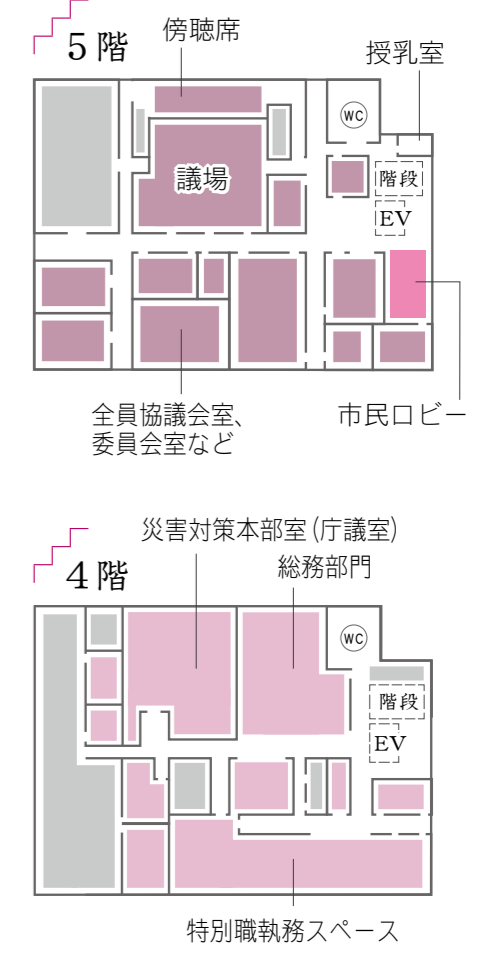 5階
傍聴席
授乳室
WC
議場
階段
EV
全員協議会室、
委員会室など
市民ロビー
4階
災害対策本部室(庁議室)
総務部門
WC
階段
EV
特別職執務スペース